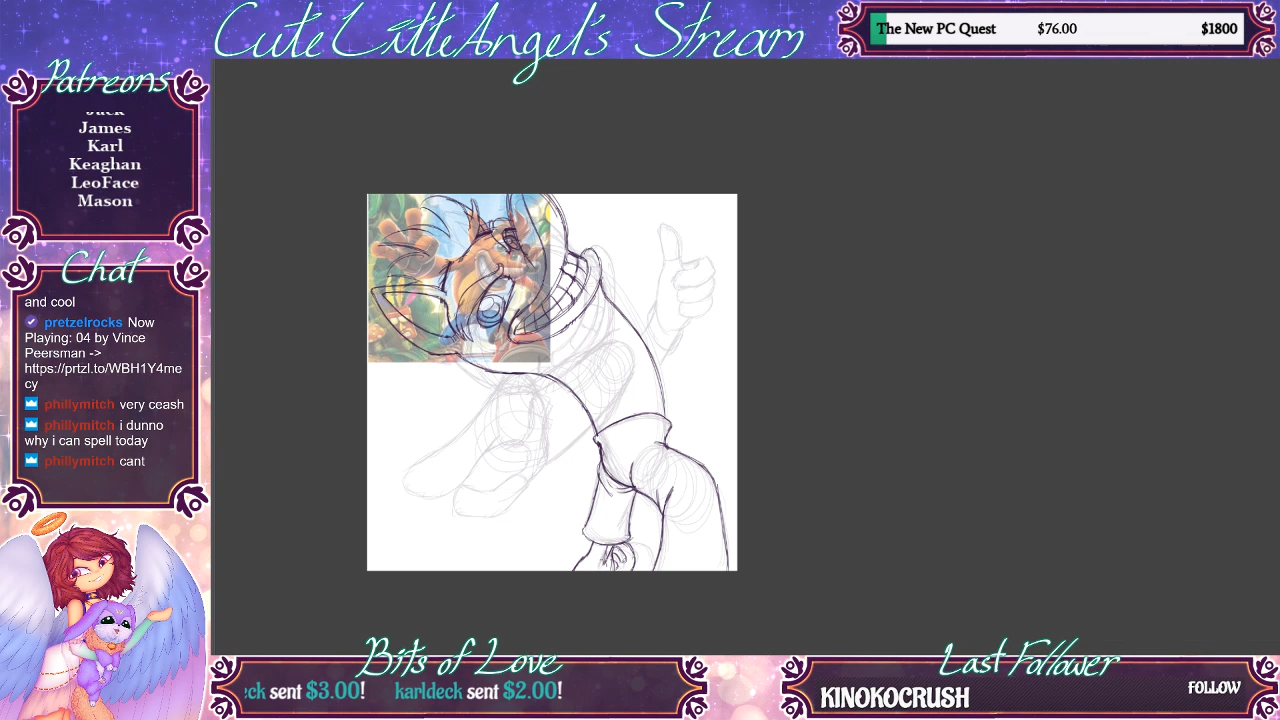 CuteLittleAngel's Stream
The New PC Quest $76.00 $1800
Patreons
Jack
James
Karl
Keaghan
LeoFace
Mason
Chat
and cool
pretzelrocks Now
Playing: 04 by Vince
Peersman ->
https://prtzl.to/WBH1Y4me
cy
phillymitch very ceash
phillymitch i dunno
why i can spell today
phillymitch cant
Bits of Love
eck sent $3.00! karldeck sent $2.00!
Last Follower
KINOKOCRUSH FOLLOW